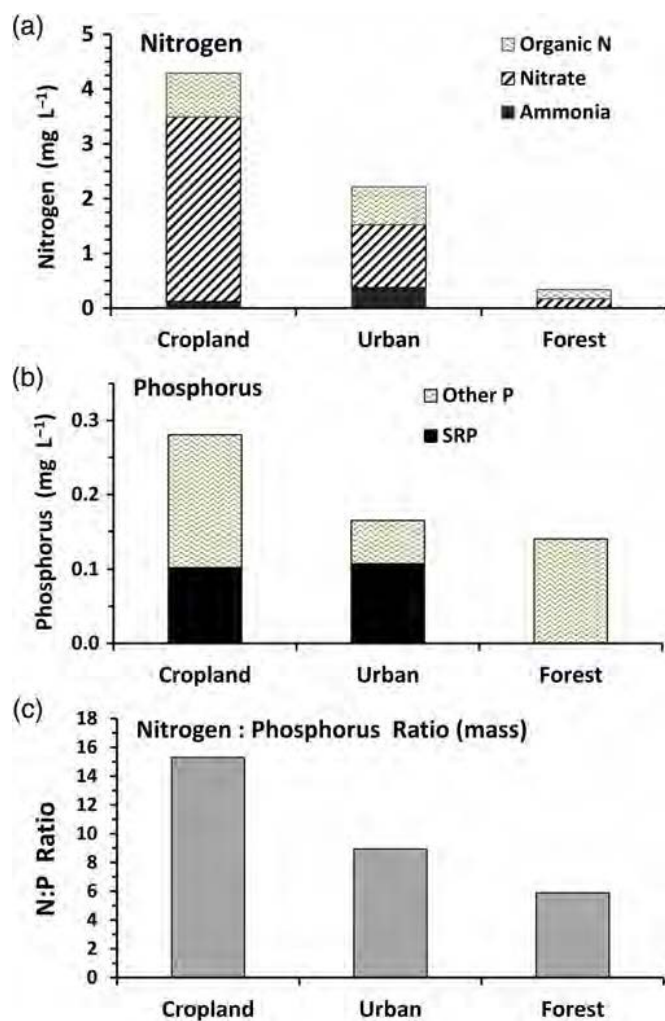 (a)
Nitrogen
Organic N
Nitrate
Ammonia
Nitrogen (mg L⁻¹)
5
4
3
2
1
0
Cropland Urban Forest
(b)
Phosphorus
Other P
SRP
Phosphorus (mg L⁻¹)
0.3
0.2
0.1
0.0
Cropland Urban Forest
(c)
Nitrogen : Phosphorus Ratio (mass)
N:P Ratio
18
16
14
12
10
8
6
4
2
0
Cropland Urban Forest